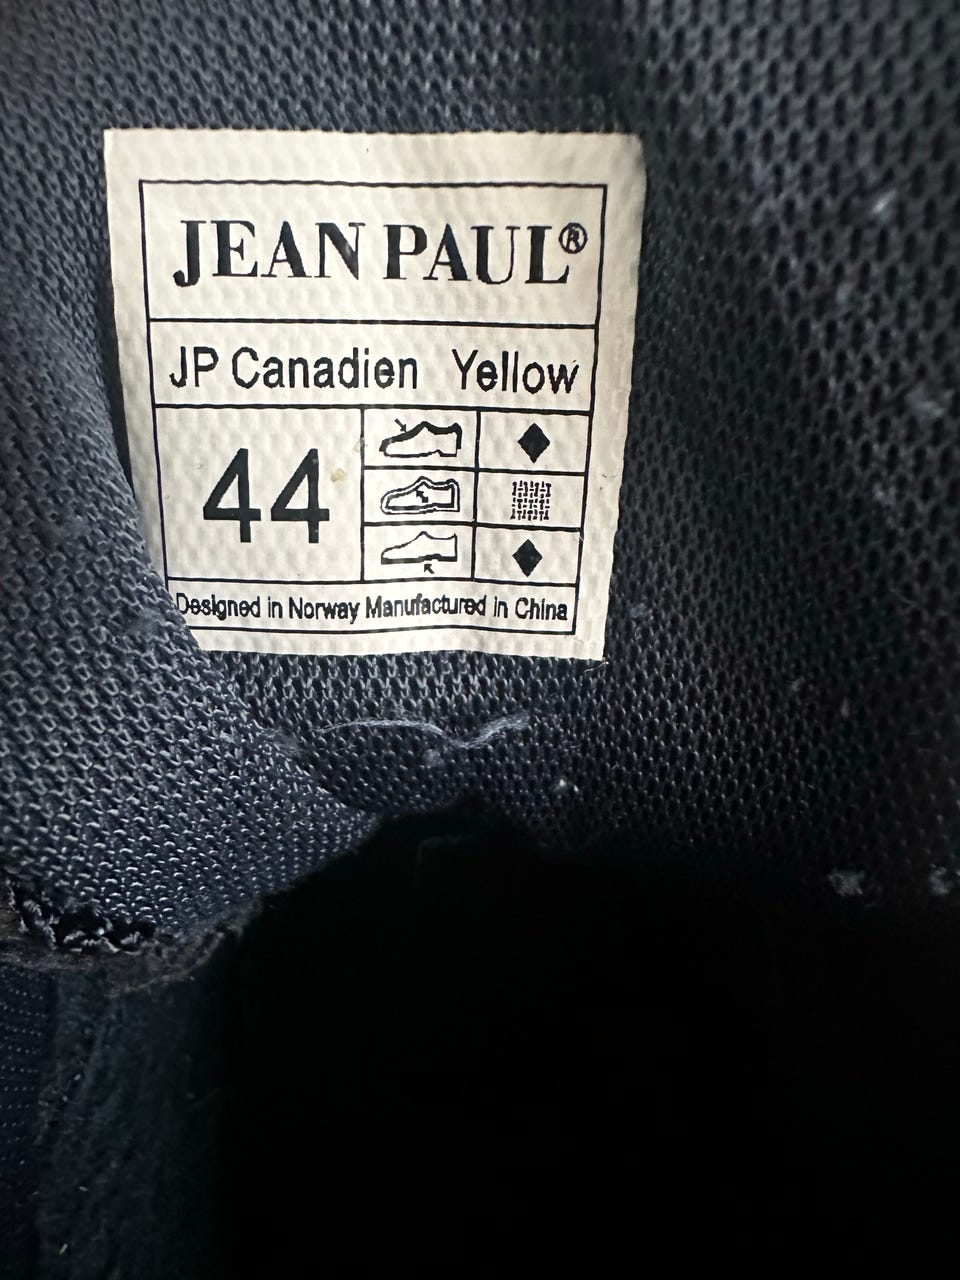 JEAN PAUL®
JP Canadien Yellow
44
Designed in Norway Manufactured in China